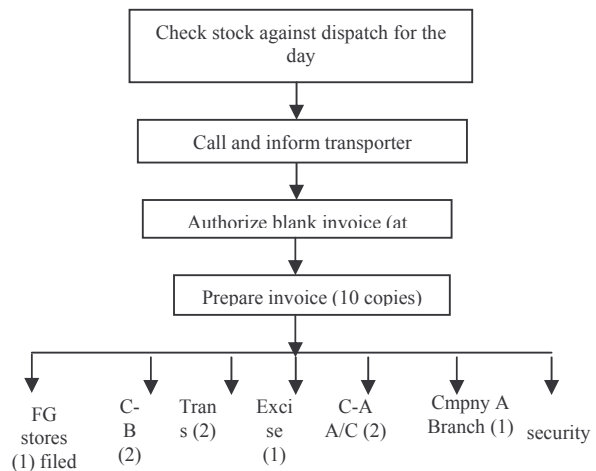 Check stock against dispatch for the
day
Call and inform transporter
Authorize blank invoice (at
Prepare invoice (10 copies)
FG
stores
(1) filed
C-
B
(2)
Tran
s (2)
Exci
se
(1)
C-A
A/C (2)
Cmpny A
Branch (1)
security